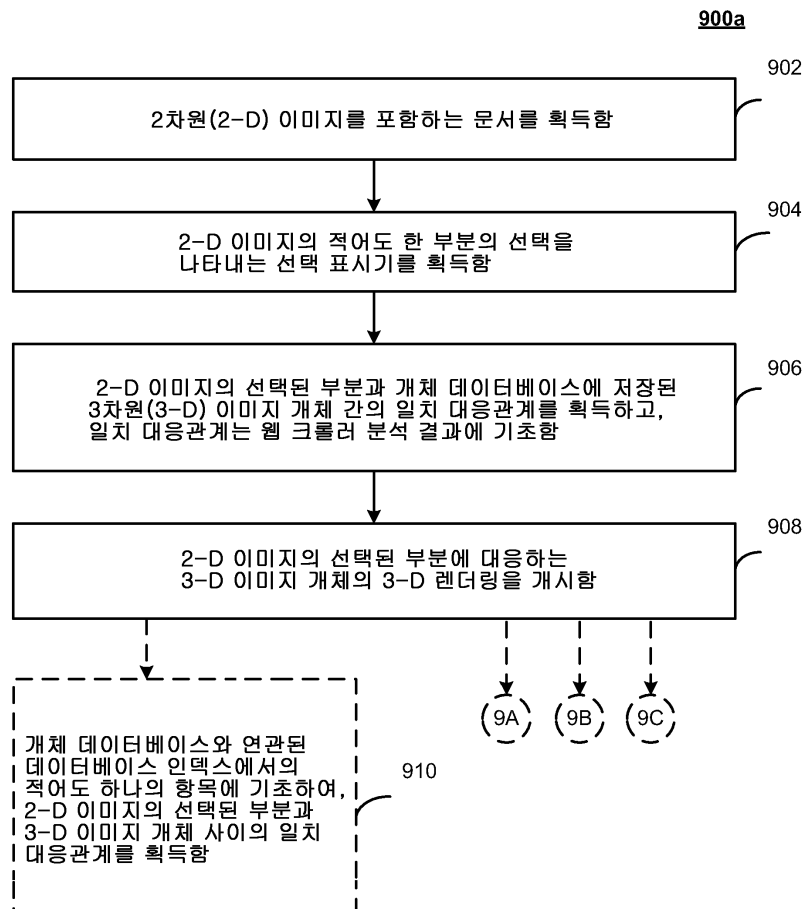 900a
902
2차원(2-D) 이미지를 포함하는 문서를 획득함
904
2-D 이미지의 적어도 한 부분의 선택을
나타내는 선택 표시기를 획득함
906
2-D 이미지의 선택된 부분과 개체 데이터베이스에 저장된
3차원(3-D) 이미지 개체 간의 일치 대응관계를 획득하고,
일치 대응관계는 웹 크롤러 분석 결과에 기초함
908
2-D 이미지의 선택된 부분에 대응하는
3-D 이미지 개체의 3-D 렌더링을 개시함
9A 9B 9C
910
개체 데이터베이스와 연관된
데이터베이스 인덱스에서의
적어도 하나의 항목에 기초하여,
2-D 이미지의 선택된 부분과
3-D 이미지 개체 사이의 일치
대응관계를 획득함